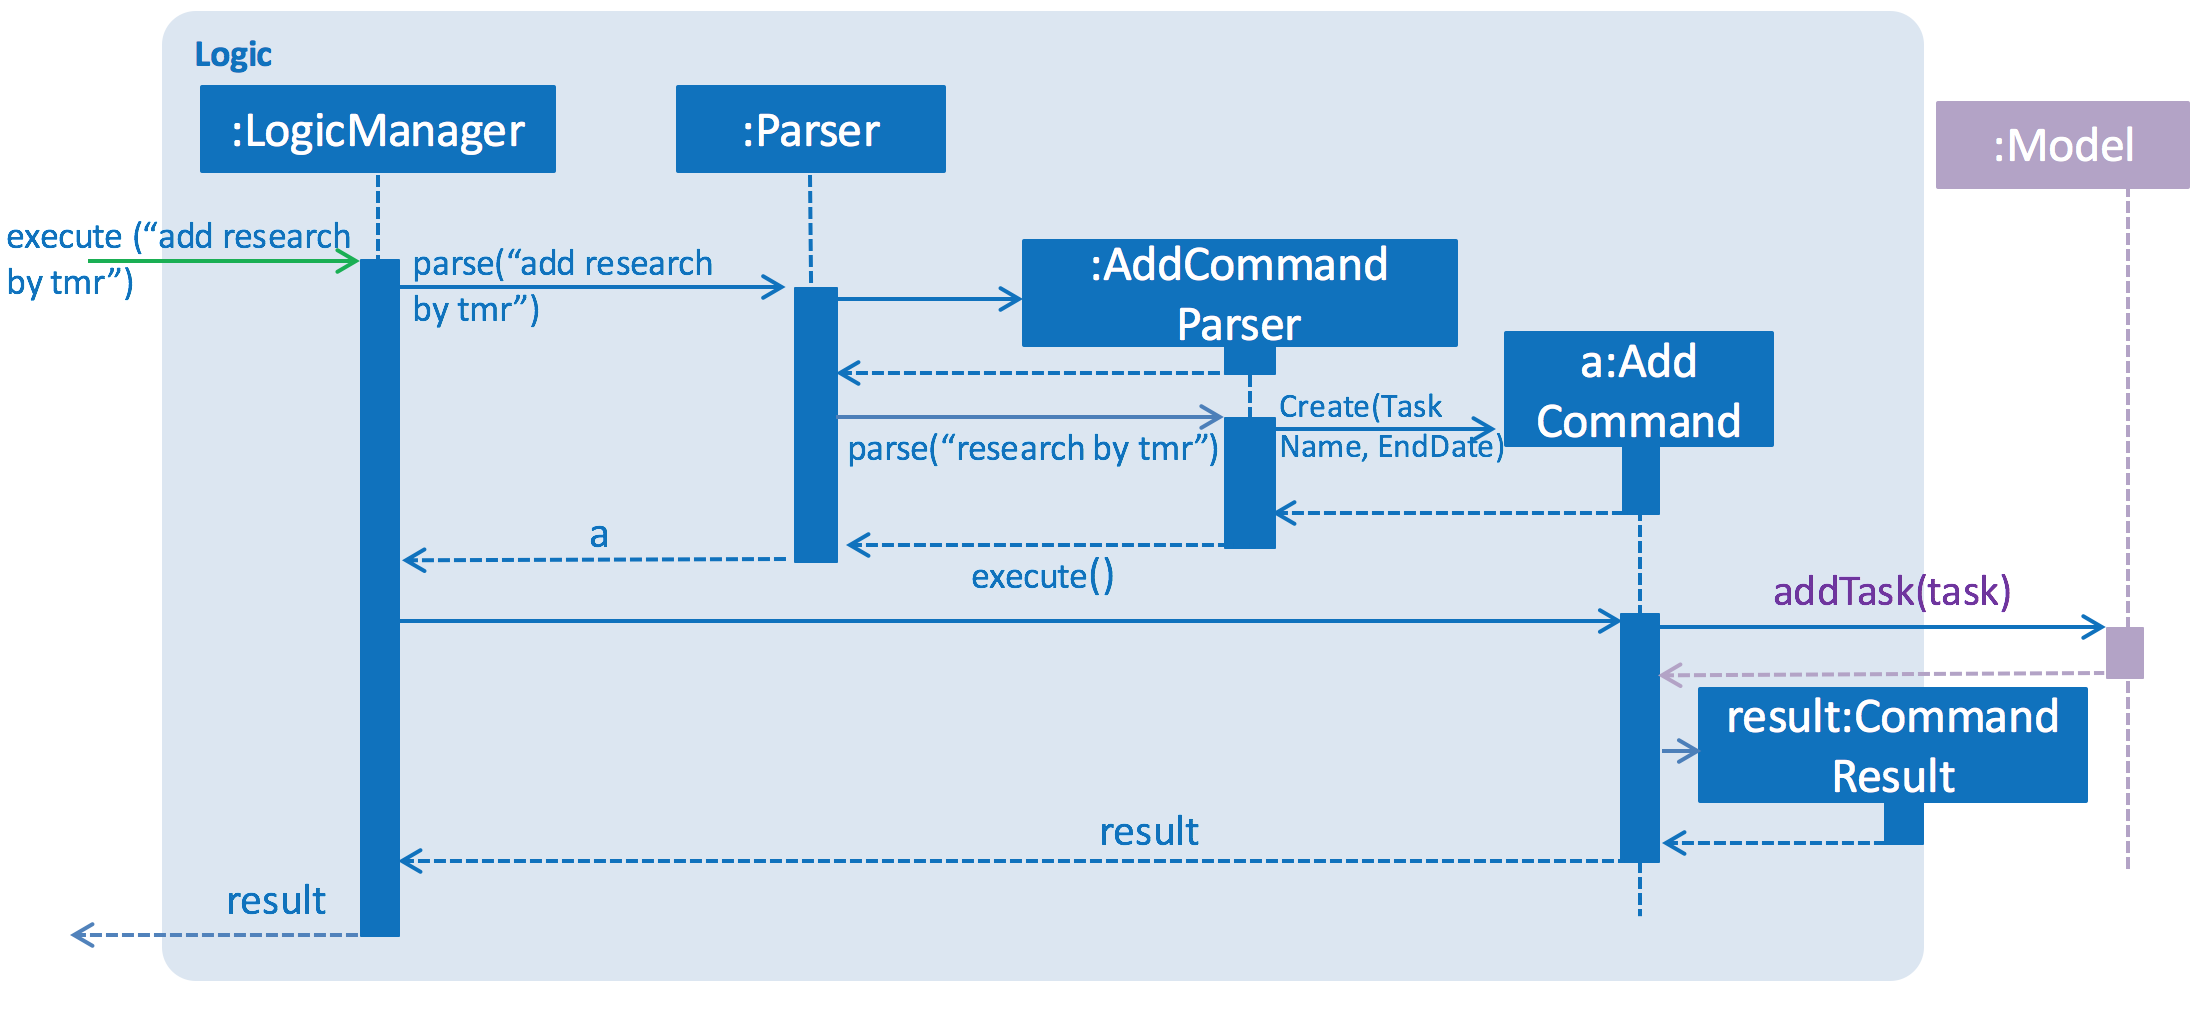 Logic
:LogicManager
:Parser
:Model
execute (“add research
by tmr”)
parse(“add research
by tmr”)
:AddCommand
Parser
a:Add
Command
Create(Task
Name, EndDate)
parse(“research by tmr”)
a
execute()
addTask(task)
result:Command
Result
result
result